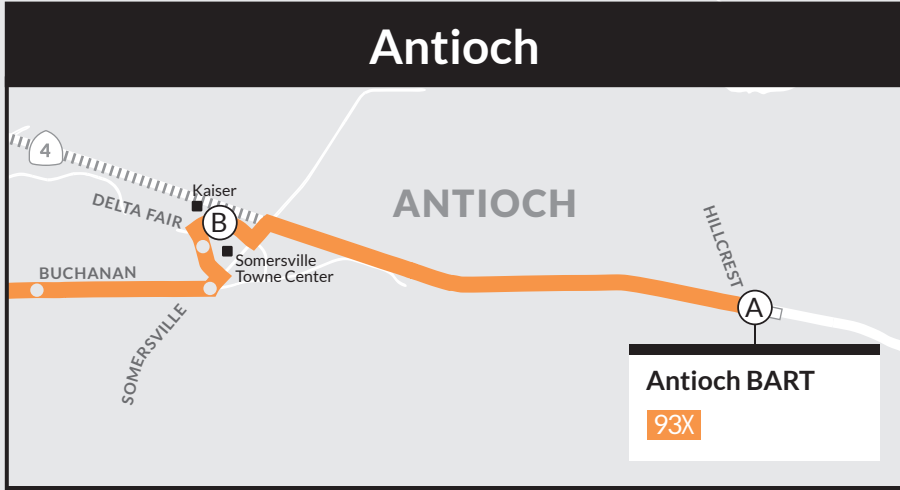 Antioch
4
Kaiser
DELTA FAIR
B
ANTIOCH
HILLCREST
Somersville
Towne Center
BUCHANAN
SOMERSVILLE
A
Antioch BART
93X